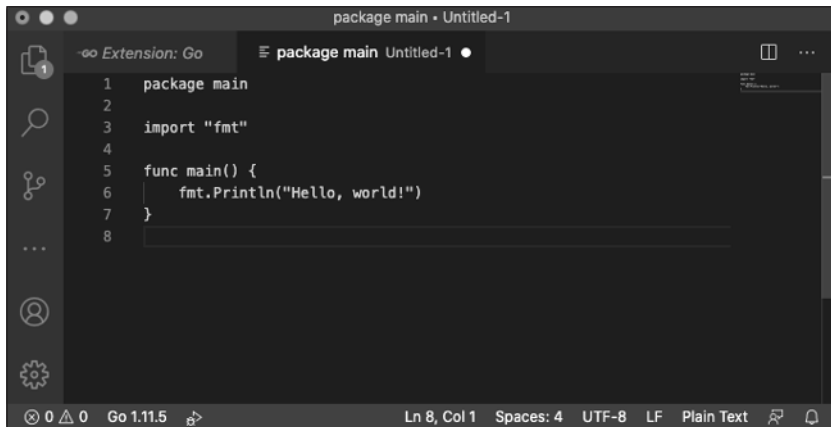 package main • Untitled-1
GO Extension: Go
package main Untitled-1 ●
1 package main
2
3 import "fmt"
4
5 func main() {
6 fmt.Println("Hello, world!")
7 }
8
1
0 0 Go 1.11.5 Ln 8, Col 1 Spaces: 4 UTF-8 LF Plain Text